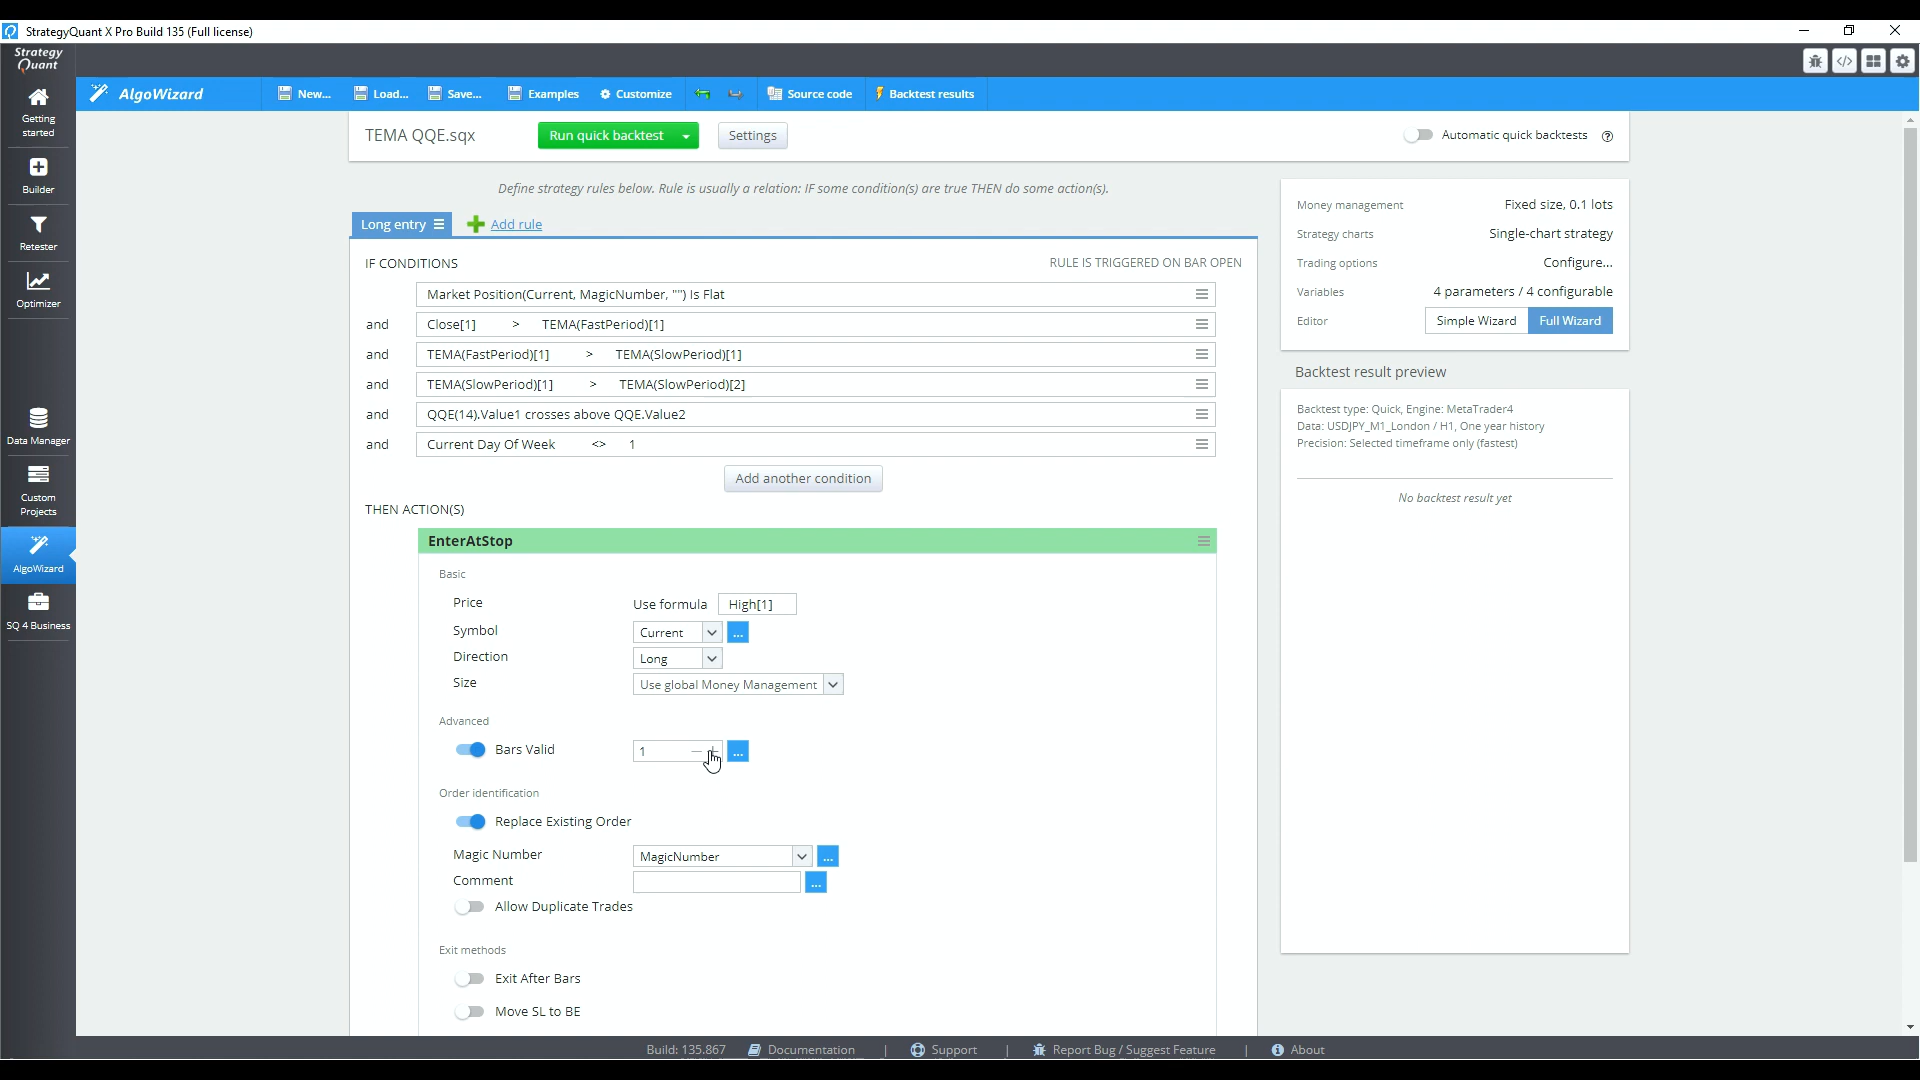 StrategyQuant X Pro Build 135 (Full license)
Strategy
Quant
AlgoWizard
New...
Load...
Save...
Examples
Customize
Source code
Backtest results
Getting
started
Builder
Retester
Optimizer
Data Manager
Custom
Projects
AlgoWizard
SQ 4 Business
TEMA QQE.sqx
Run quick backtest
Settings
Automatic quick backtests
?
Define strategy rules below. Rule is usually a relation: IF some condition(s) are true THEN do some action(s).
Long entry
Add rule
IF CONDITIONS
RULE IS TRIGGERED ON BAR OPEN
Market Position(Current, MagicNumber, "") Is Flat
and Close[1] > TEMA(FastPeriod)[1]
and TEMA(FastPeriod)[1] > TEMA(SlowPeriod)[1]
and TEMA(SlowPeriod)[1] > TEMA(SlowPeriod)[2]
and QQE(14).Value1 crosses above QQE.Value2
and Current Day Of Week <> 1
Add another condition
THEN ACTION(S)
EnterAtStop
Basic
Price Use formula High[1]
Symbol Current ...
Direction Long
Size Use global Money Management
Advanced
Bars Valid 1 ...
Order identification
Replace Existing Order
Magic Number MagicNumber ...
Comment ...
Allow Duplicate Trades
Exit methods
Exit After Bars
Move SL to BE
Money management Fixed size, 0.1 lots
Strategy charts Single-chart strategy
Trading options Configure...
Variables 4 parameters / 4 configurable
Editor Simple Wizard Full Wizard
Backtest result preview
Backtest type: Quick, Engine: MetaTrader4
Data: USDJPY_M1_London / H1, One year history
Precision: Selected timeframe only (fastest)
No backtest result yet
Build: 135.867 Documentation | Support | Report Bug / Suggest Feature | About